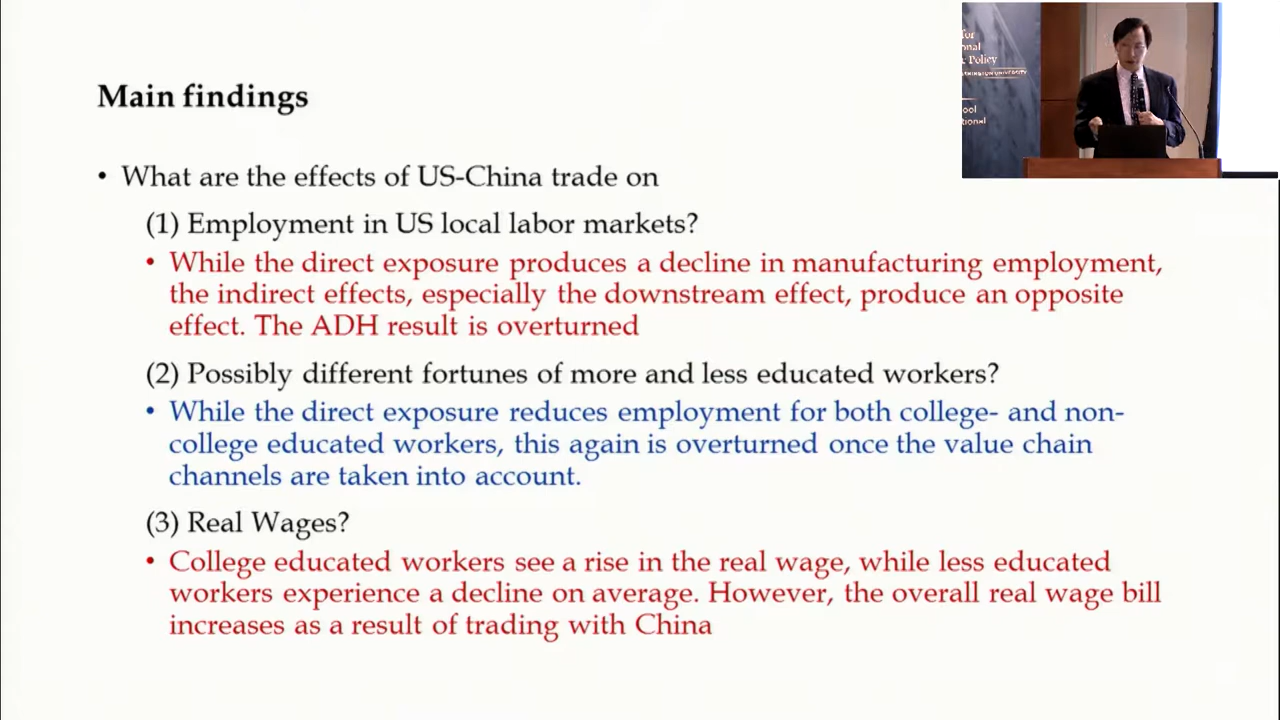 Main findings
• What are the effects of US-China trade on
(1) Employment in US local labor markets?
• While the direct exposure produces a decline in manufacturing employment,
the indirect effects, especially the downstream effect, produce an opposite
effect. The ADH result is overturned
(2) Possibly different fortunes of more and less educated workers?
• While the direct exposure reduces employment for both college- and non-
college educated workers, this again is overturned once the value chain
channels are taken into account.
(3) Real Wages?
• College educated workers see a rise in the real wage, while less educated
workers experience a decline on average. However, the overall real wage bill
increases as a result of trading with China
for
Policy
UNIVERSITY